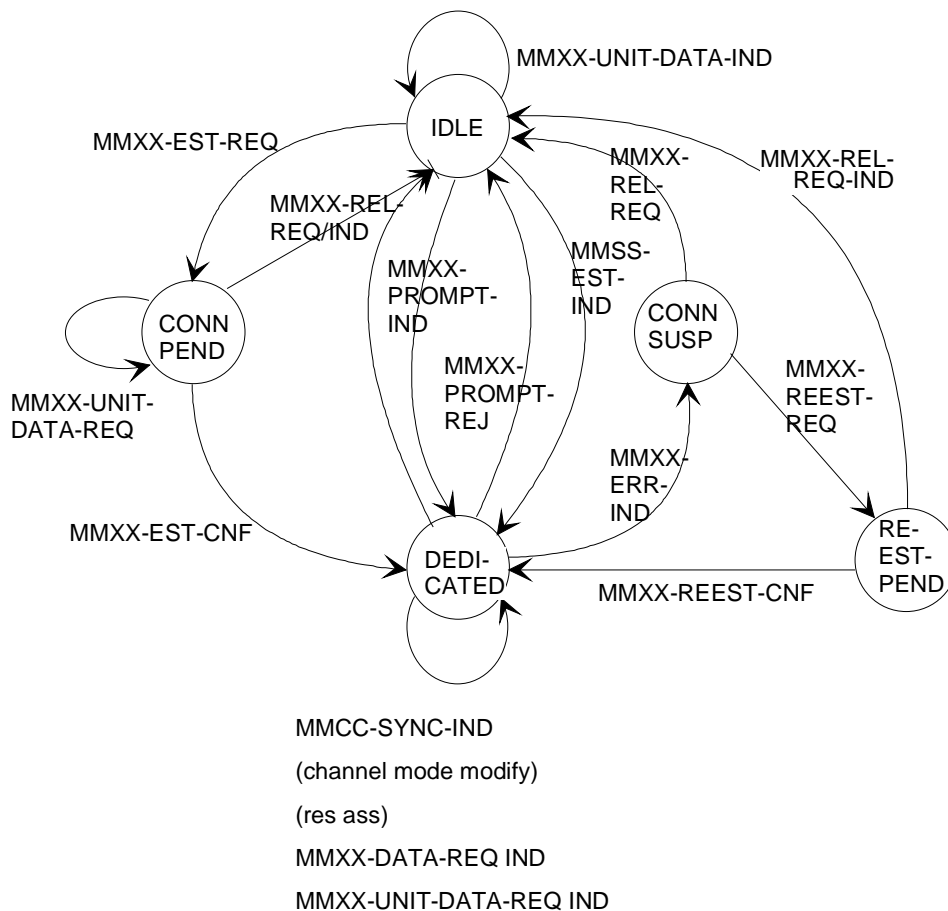 MMXX-UNIT-DATA-IND
IDLE
MMXX-EST-REQ
MMXX-
REL-
REQ
MMXX-REL-
REQ-IND
MMXX-REL-
REQ/IND
MMXX-
PROMPT-
IND
MMSS-
EST-
IND
CONN
PEND
CONN
SUSP
MMXX-
PROMPT-
REJ
MMXX-
REEST-
REQ
MMXX-UNIT-
DATA-REQ
MMXX-
ERR-
IND
MMXX-EST-CNF
DEDI-
CATED
RE-
EST-
PEND
MMXX-REEST-CNF
MMCC-SYNC-IND
(channel mode modify)
(res ass)
MMXX-DATA-REQ IND
MMXX-UNIT-DATA-REQ IND